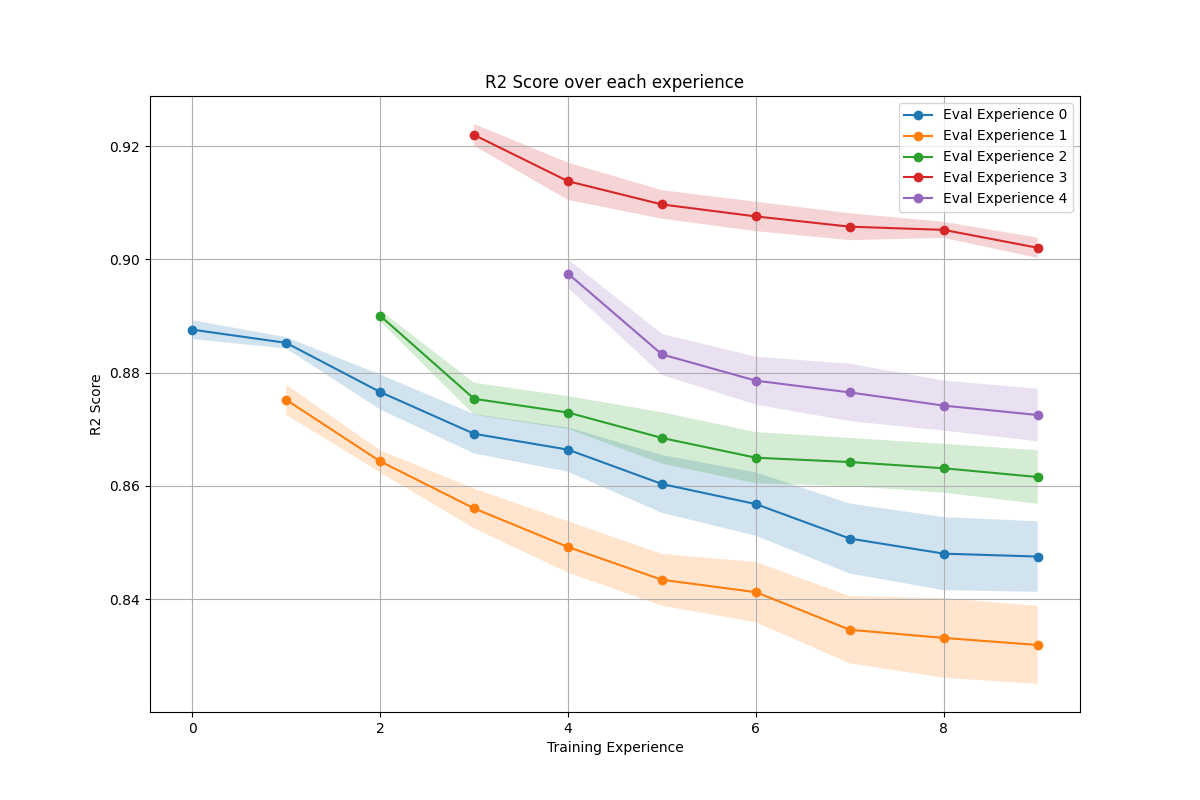 R2 Score over each experience
Eval Experience 0
Eval Experience 1
Eval Experience 2
Eval Experience 3
Eval Experience 4
0.92
0.90
0.88
0.86
0.84
R2 Score
0 2 4 6 8
Training Experience